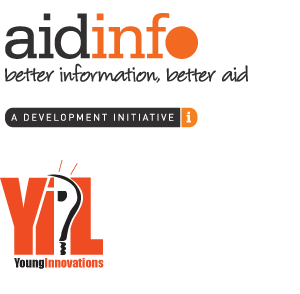 aidinfo
better information, better aid
A DEVELOPMENT INITIATIVE i
YiPL
YoungInnovations